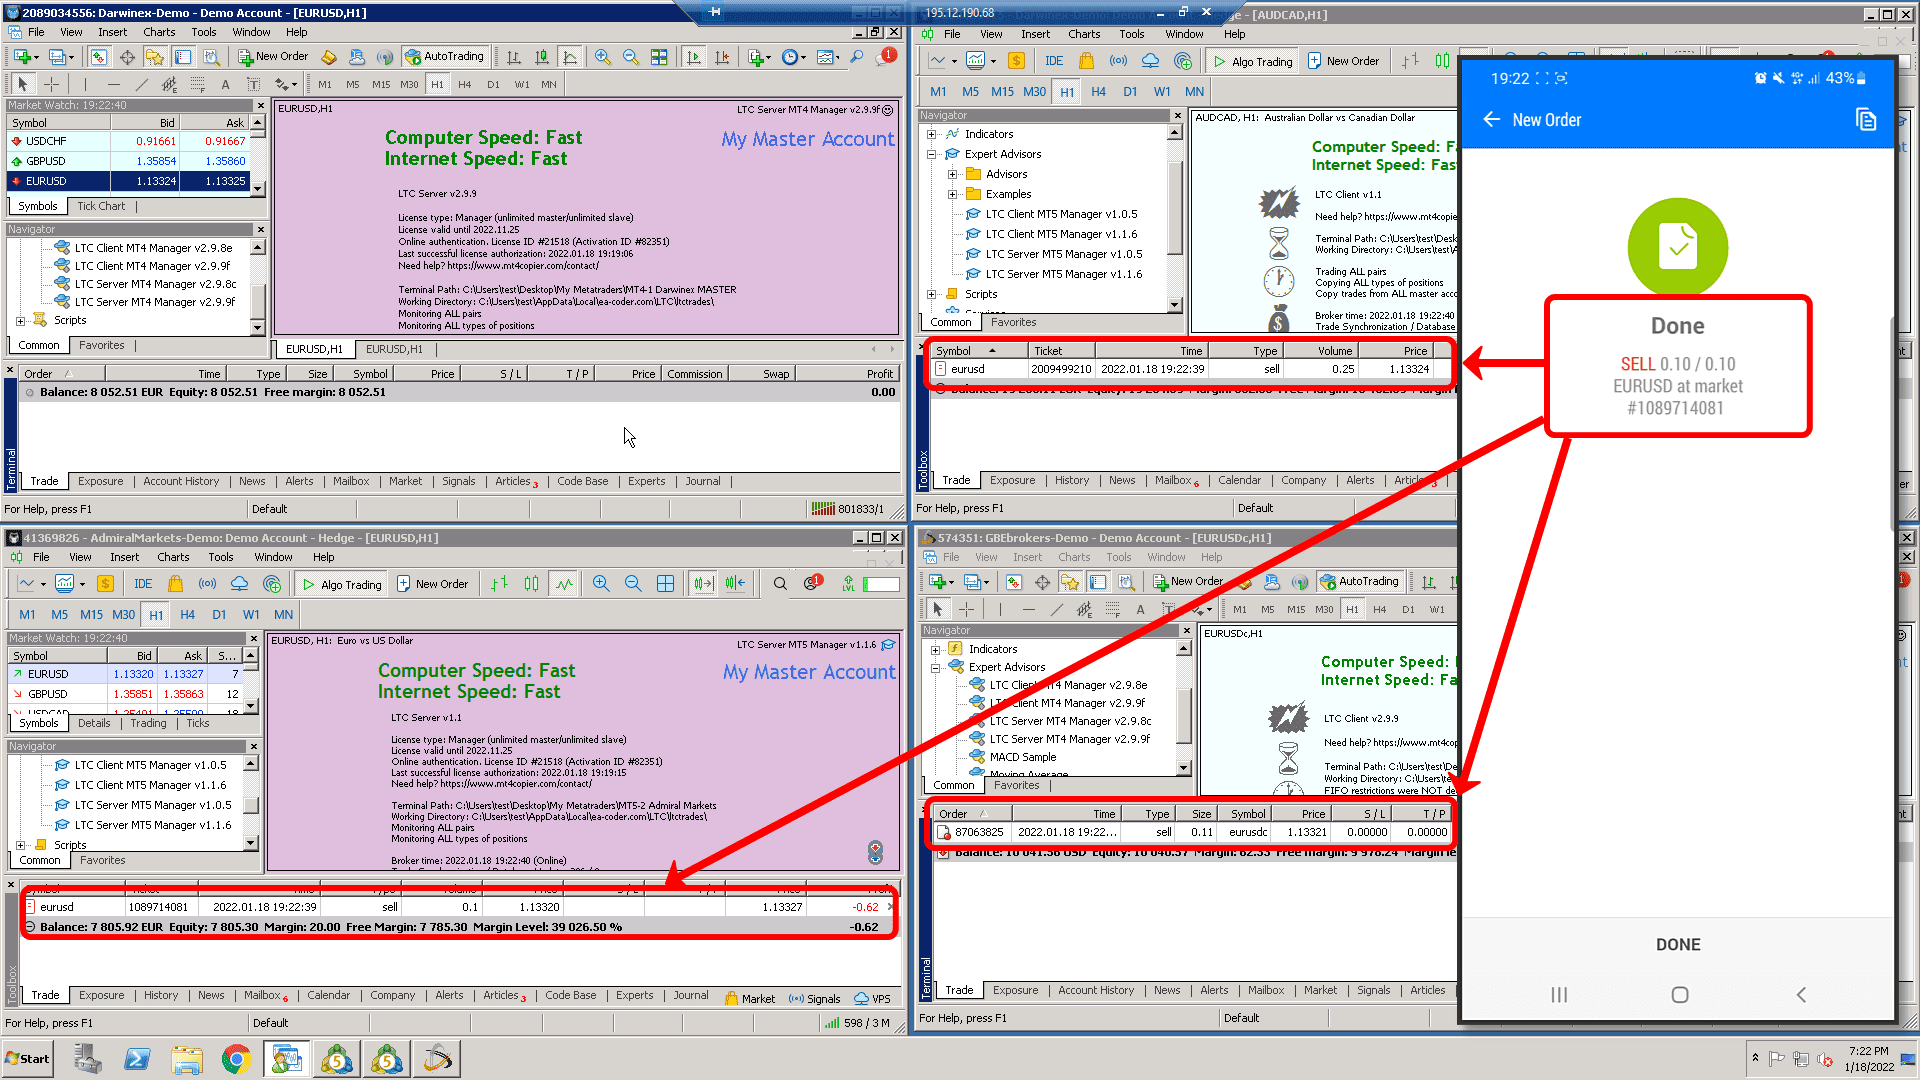 2089034556: Darwinex-Demo - Demo Account - [EURUSD,H1]
File View Insert Charts Tools Window Help
New Order AutoTrading 1
M1 M5 M15 M30 H1 H4 D1 W1 MN
Market Watch: 19:22:40
Symbol Bid Ask
USDCHF 0.91661 0.91667
GBPUSD 1.35854 1.35860
EURUSD 1.13324 1.13325
Symbols Tick Chart
Navigator
LTC Client MT4 Manager v2.9.8e
LTC Client MT4 Manager v2.9.9f
LTC Server MT4 Manager v2.9.8c
LTC Server MT4 Manager v2.9.9f
Scripts
Common Favorites
EURUSD,H1
LTC Server MT4 Manager v2.9.9f
Computer Speed: Fast
Internet Speed: Fast
My Master Account
LTC Server v2.9.9
License type: Manager (unlimited master/unlimited slave)
License valid until 2022.11.25
Online authentication. License ID #21518 (Activation ID #82351)
Last successful license authorization: 2022.01.18 19:19:06
Need help? https://www.mt4copier.com/contact/
Terminal Path: C:\Users\test\Desktop\My Metatraders\MT4-1 Darwinex MASTER
Working Directory: C:\Users\test\AppData\Local\ea-coder.com\LTC\ltctrades\
Monitoring ALL pairs
Monitoring ALL types of positions
EURUSD,H1 EURUSD,H1
Order Time Type Size Symbol Price S / L T / P Price Commission Swap Profit
Balance: 8 052.51 EUR Equity: 8 052.51 Free margin: 8 052.51 0.00
Terminal
Trade Exposure Account History News Alerts Mailbox Market Signals Articles 3 Code Base Experts Journal
For Help, press F1 Default 801833/1
195.12.190.68
Darwinex-Demo: Demo Account - Hedge - [AUDCAD,H1]
File View Insert Charts Tools Window Help
IDE Algo Trading New Order
M1 M5 M15 M30 H1 H4 D1 W1 MN
Navigator
Indicators
Expert Advisors
Advisors
Examples
LTC Client MT5 Manager v1.0.5
LTC Client MT5 Manager v1.1.6
LTC Server MT5 Manager v1.0.5
LTC Server MT5 Manager v1.1.6
Scripts
Common Favorites
AUDCAD, H1: Australian Dollar vs Canadian Dollar
Computer Speed: F
Internet Speed: Fa
LTC Client v1.1
Need help? https://www.mt4
Terminal Path: C:\Users\test\Desk
Working Directory: C:\Users\test\A
Trading ALL pairs
Copying ALL types of positions
Copy trades from ALL master acco
Broker time: 2022.01.18 19:22:40
Trade Synchronization / Database
Symbol Ticket Time Type Volume Price
eurusd 2009499210 2022.01.18 19:22:39 sell 0.25 1.13324
Toolbox
Trade Exposure History News Mailbox 6 Calendar Company Alerts Articles 3
For Help, press F1 Default
19:22 43%
New Order
Done
SELL 0.10 / 0.10
EURUSD at market
#1089714081
DONE
41369826 - AdmiralMarkets-Demo: Demo Account - Hedge - [EURUSD,H1]
File View Insert Charts Tools Window Help
IDE Algo Trading New Order 1 LVL
M1 M5 M15 M30 H1 H4 D1 W1 MN
Market Watch: 19:22:40
Symbol Bid Ask S...
EURUSD 1.13320 1.13327 7
GBPUSD 1.35851 1.35863 12
Symbols Details Trading Ticks
Navigator
LTC Client MT5 Manager v1.0.5
LTC Client MT5 Manager v1.1.6
LTC Server MT5 Manager v1.0.5
LTC Server MT5 Manager v1.1.6
Scripts
Common Favorites
EURUSD, H1: Euro vs US Dollar
LTC Server MT5 Manager v1.1.6
Computer Speed: Fast
Internet Speed: Fast
My Master Account
LTC Server v1.1
License type: Manager (unlimited master/unlimited slave)
License valid until 2022.11.25
Online authentication. License ID #21518 (Activation ID #82351)
Last successful license authorization: 2022.01.18 19:19:15
Need help? https://www.mt4copier.com/contact/
Terminal Path: C:\Users\test\Desktop\My Metatraders\MT5-2 Admiral Markets
Working Directory: C:\Users\test\AppData\Local\ea-coder.com\LTC\ltctrades\
Monitoring ALL pairs
Monitoring ALL types of positions
Broker time: 2022.01.18 19:22:40 (Online)
eurusd 1089714081 2022.01.18 19:22:39 sell 0.1 1.13320 1.13327 -0.62
Balance: 7 805.92 EUR Equity: 7 805.30 Margin: 20.00 Free Margin: 7 785.30 Margin Level: 39 026.50 % -0.62
Toolbox
Trade Exposure History News Mailbox 6 Calendar Company Alerts Articles 3 Code Base Experts Journal Market Signals VPS
For Help, press F1 Default 598 / 3 M
574351: GBEbrokers-Demo - Demo Account - [EURUSDc,H1]
File View Insert Charts Tools Window Help
New Order AutoTrading
M1 M5 M15 M30 H1 H4 D1 W1
Navigator
Indicators
Expert Advisors
LTC Client MT4 Manager v2.9.8e
LTC Client MT4 Manager v2.9.9f
LTC Server MT4 Manager v2.9.8c
LTC Server MT4 Manager v2.9.9f
MACD Sample
Moving Average
Common Favorites
EURUSDc,H1
Computer Speed:
Internet Speed: Fa
LTC Client v2.9.9
Need help? https://www.mt4copie
Terminal Path: C:\Users\test\Des
Working Directory: C:\Users\te
FIFO restrictions were NOT de
Order Time Type Size Symbol Price S / L T / P
87063825 2022.01.18 19:22... sell 0.11 eurusdc 1.13321 0.00000 0.00000
Balance: 10 041.56 USD Equity: 10 040.57 Margin: 62.33 Free margin: 9 978.24 Margin le
Terminal
Trade Exposure Account History News Alerts Mailbox Market Signals Articles
For Help, press F1 Default
Start
7:22 PM
1/18/2022